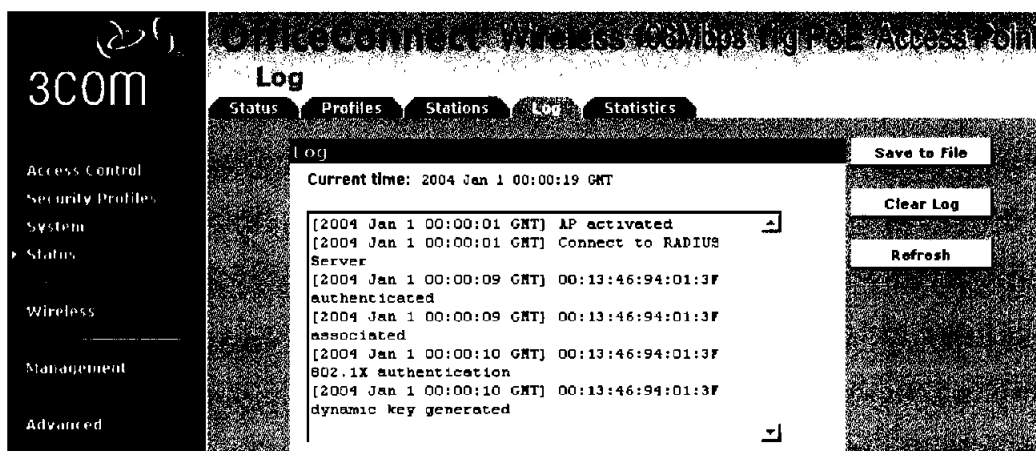 3COM
OfficeConnect Wireless 108Mbps 11g PoE Access Point
Log
Status Profiles Stations Log Statistics
Access Control
Security Profiles
System
Status
Wireless
Management
Advanced
Log
Current time: 2004 Jan 1 00:00:19 GMT
[2004 Jan 1 00:00:01 GMT] AP activated
[2004 Jan 1 00:00:01 GMT] Connect to RADIUS
Server
[2004 Jan 1 00:00:09 GMT] 00:13:46:94:01:3F
authenticated
[2004 Jan 1 00:00:09 GMT] 00:13:46:94:01:3F
associated
[2004 Jan 1 00:00:10 GMT] 00:13:46:94:01:3F
802.1X authentication
[2004 Jan 1 00:00:10 GMT] 00:13:46:94:01:3F
dynamic key generated
Save to File
Clear Log
Refresh